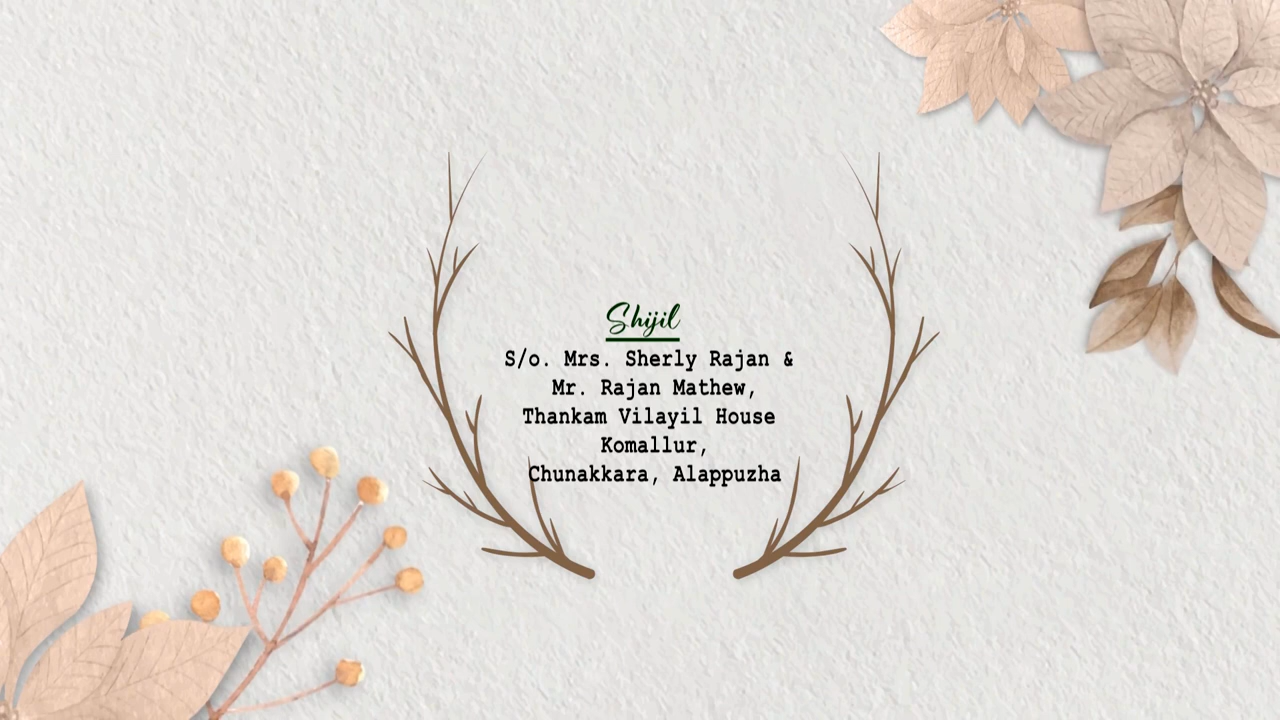 Shijil
S/o. Mrs. Sherly Rajan &
Mr. Rajan Mathew,
Thankam Vilayil House
Komallur,
Chunakkara, Alappuzha